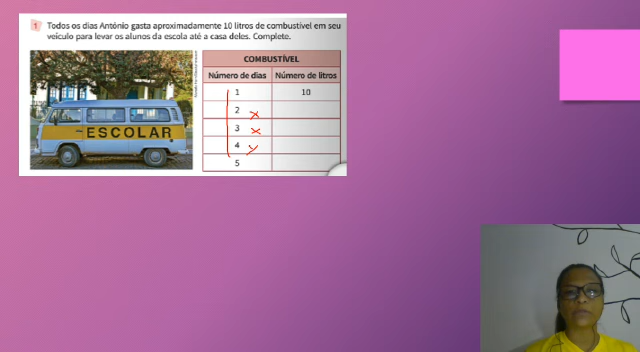 1 Todos os dias Antônio gasta aproximadamente 10 litros de combustível em seu
veículo para levar os alunos da escola até a casa deles. Complete.
ESCOLAR
COMBUSTÍVEL
Número de dias Número de litros
1 10
2 x
3 x
4
5